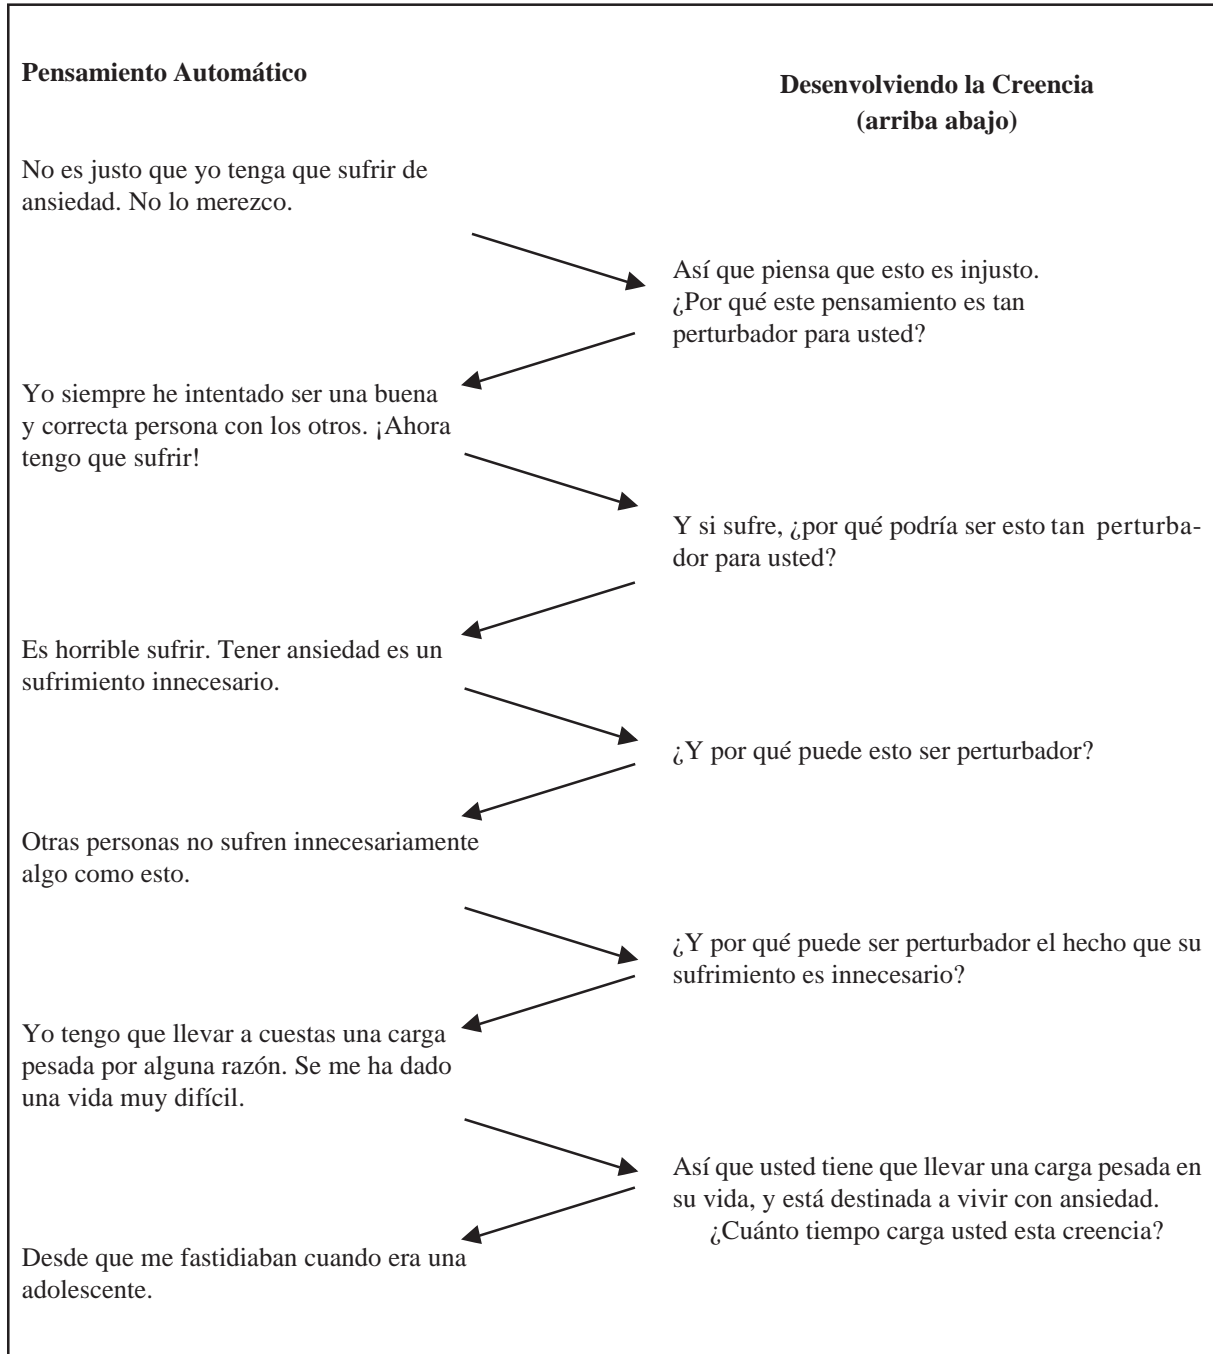 Pensamiento Automático
Desenvolviendo la Creencia
(arriba abajo)
No es justo que yo tenga que sufrir de
ansiedad. No lo merezco.
Así que piensa que esto es injusto.
¿Por qué este pensamiento es tan
perturbador para usted?
Yo siempre he intentado ser una buena
y correcta persona con los otros. ¡Ahora
tengo que sufrir!
Y si sufre, ¿por qué podría ser esto tan perturba-
dor para usted?
Es horrible sufrir. Tener ansiedad es un
sufrimiento innecesario.
¿Y por qué puede esto ser perturbador?
Otras personas no sufren innecesariamente
algo como esto.
¿Y por qué puede ser perturbador el hecho que su
sufrimiento es innecesario?
Yo tengo que llevar a cuestas una carga
pesada por alguna razón. Se me ha dado
una vida muy difícil.
Así que usted tiene que llevar una carga pesada en
su vida, y está destinada a vivir con ansiedad.
¿Cuánto tiempo carga usted esta creencia?
Desde que me fastidiaban cuando era una
adolescente.